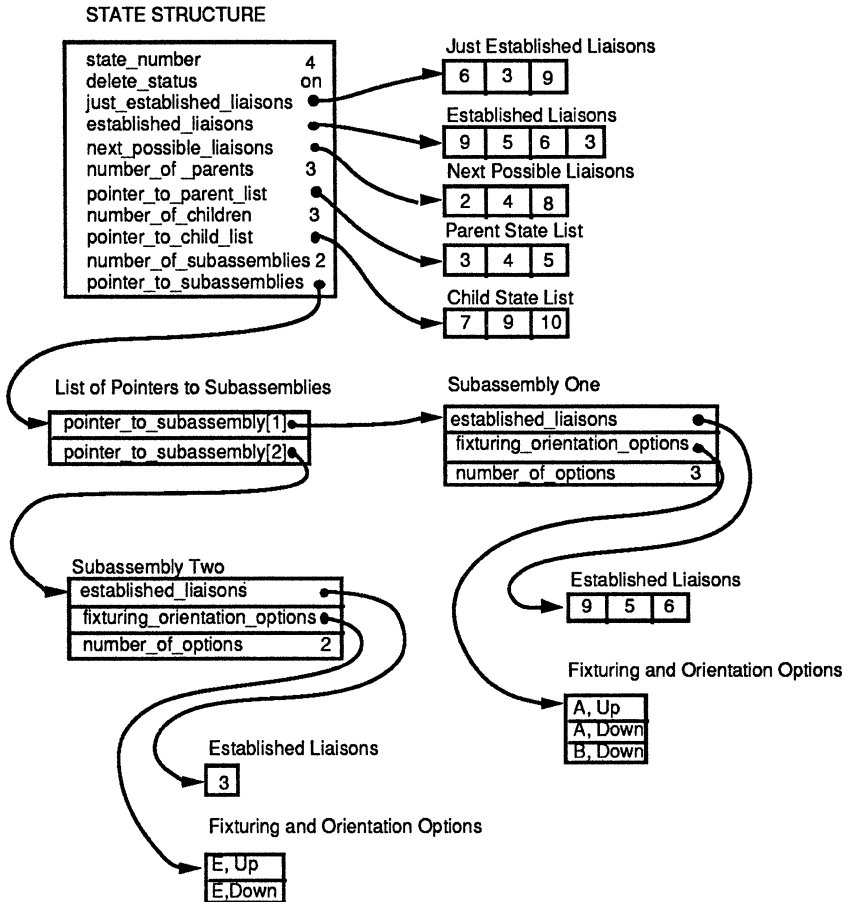 STATE STRUCTURE
state_number 4
delete_status on
just_established_liaisons
established_liaisons
next_possible_liaisons
number_of _parents 3
pointer_to_parent_list
number_of_children 3
pointer_to_child_list
number_of_subassemblies 2
pointer_to_subassemblies
Just Established Liaisons
6 3 9
Established Liaisons
9 5 6 3
Next Possible Liaisons
2 4 8
Parent State List
3 4 5
Child State List
7 9 10
List of Pointers to Subassemblies
pointer_to_subassembly[1]
pointer_to_subassembly[2]
Subassembly One
established_liaisons
fixturing_orientation_options
number_of_options 3
Subassembly Two
established_liaisons
fixturing_orientation_options
number_of_options 2
Established Liaisons
9 5 6
Fixturing and Orientation Options
A, Up
A, Down
B, Down
Established Liaisons
3
Fixturing and Orientation Options
E, Up
E,Down